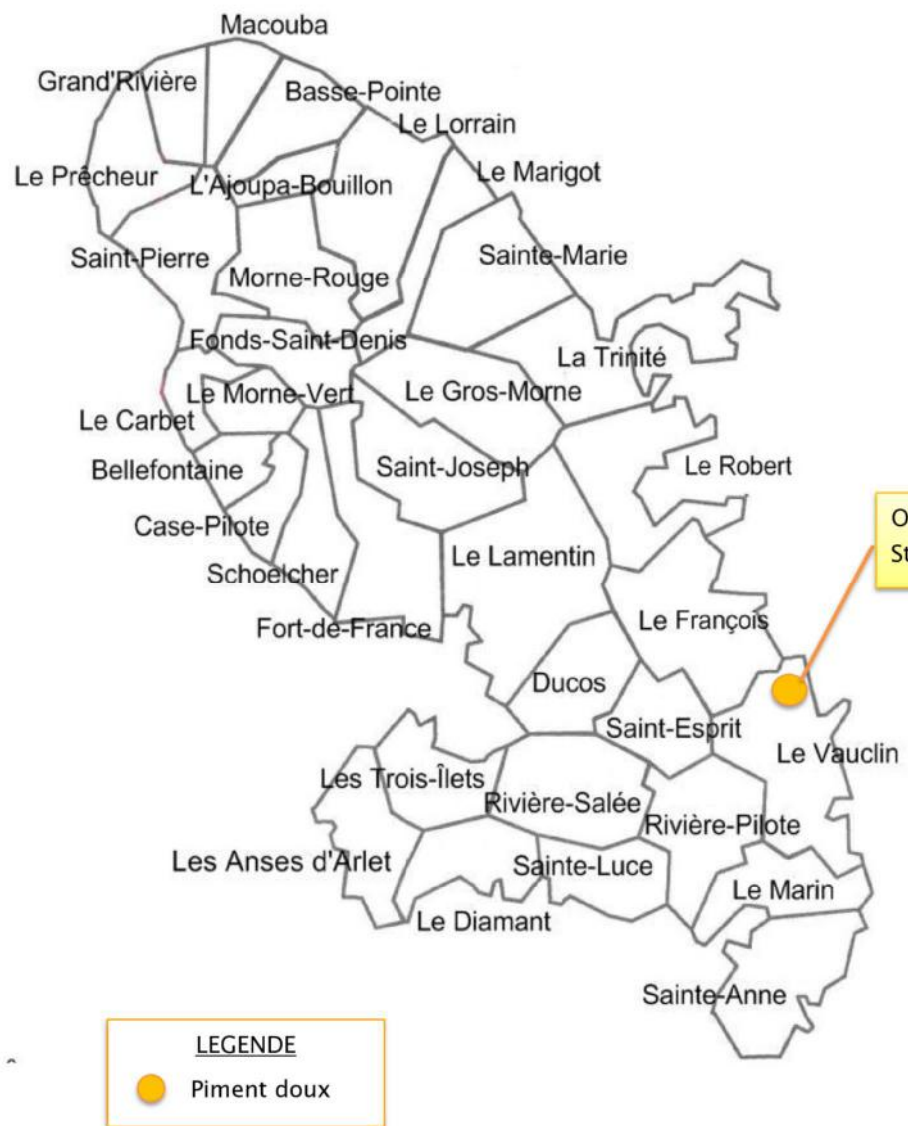 Macouba
Grand'Rivière
Basse-Pointe
Le Lorrain
Le Prêcheur
L'Ajoupa-Bouillon
Le Marigot
Saint-Pierre
Sainte-Marie
Morne-Rouge
Fonds-Saint-Denis
La Trinité
Le Morne-Vert
Le Gros-Morne
Le Carbet
Bellefontaine
Saint-Joseph
Le Robert
Case-Pilote
Schoelcher
Le Lamentin
Fort-de-France
Le François
Ducos
Saint-Esprit
Le Vauclin
Les Trois-Îlets
Rivière-Salée
Rivière-Pilote
Les Anses d'Arlet
Sainte-Luce
Le Marin
Le Diamant
Sainte-Anne
O
St
LEGENDE
Piment doux